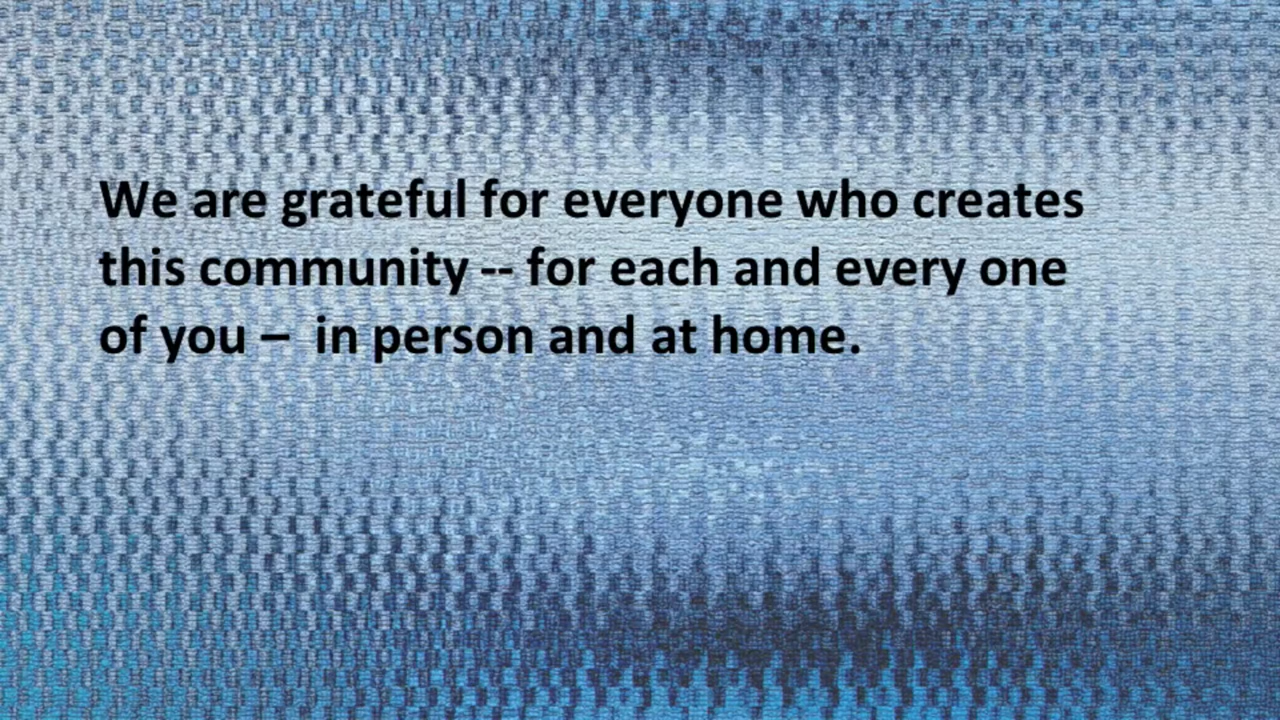 We are grateful for everyone who creates
this community -- for each and every one
of you –  in person and at home.